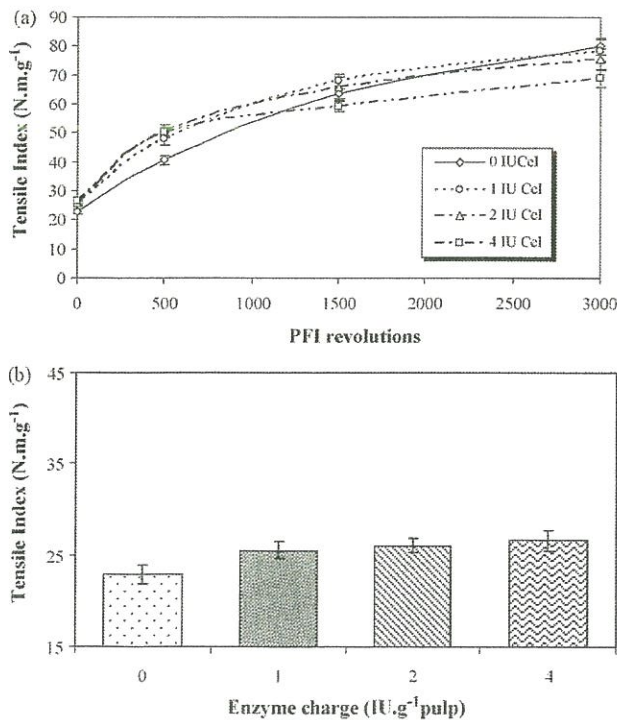 (a)
Tensile Index (N.m.g⁻¹)
90
80
70
60
50
40
30
20
10
0
0 IUCel
1 IU Cel
2 IU Cel
4 IU Cel
0 500 1000 1500 2000 2500 3000
PFI revolutions
(b)
Tensile Index (N.m.g⁻¹)
45
35
25
15
0 1 2 4
Enzyme charge (IU.g⁻¹pulp)